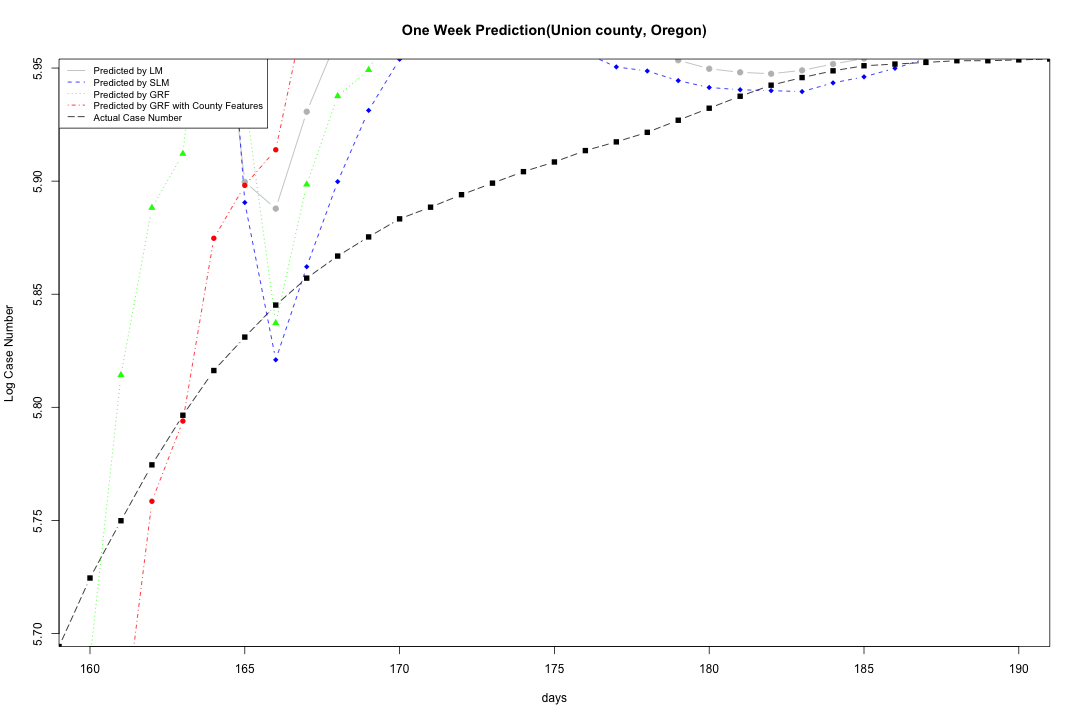 One Week Prediction(Union county, Oregon)
Predicted by LM
Predicted by SLM
Predicted by GRF
Predicted by GRF with County Features
Actual Case Number
Log Case Number
5.95
5.90
5.85
5.80
5.75
5.70
160 165 170 175 180 185 190
days